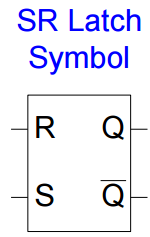 SR Latch
Symbol
R Q
S Q̅